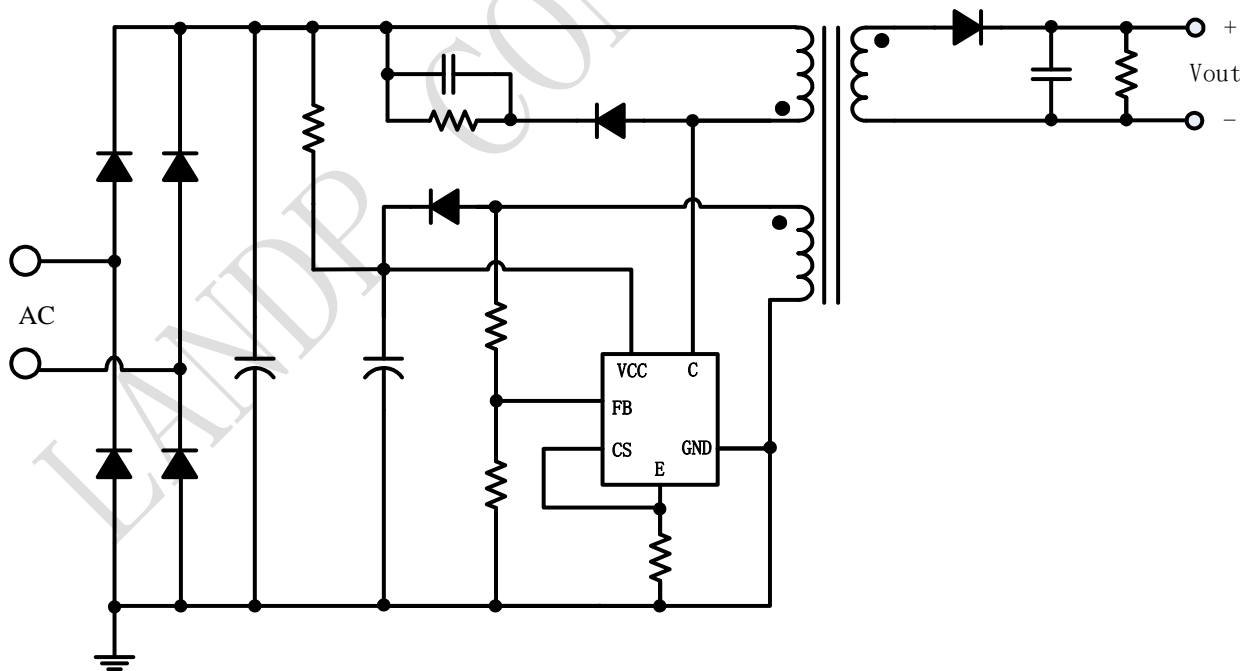 +
Vout
−
AC
VCC C
FB
CS GND
E
LANDP CO